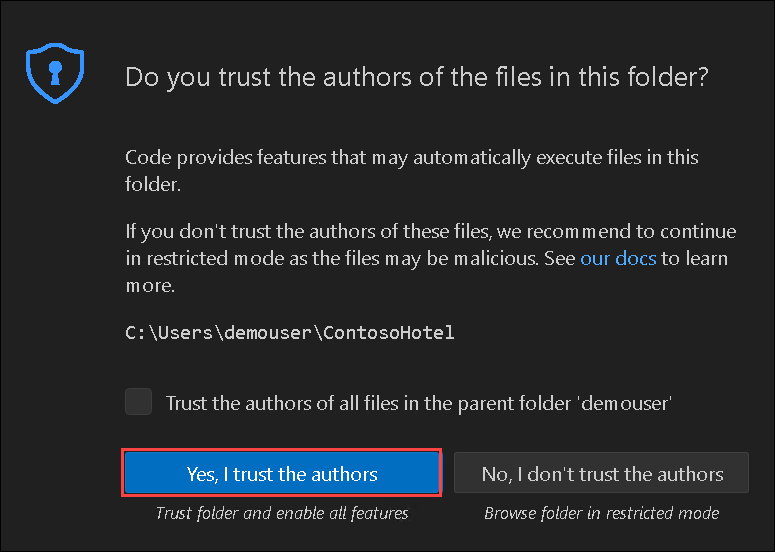 Do you trust the authors of the files in this folder?
Code provides features that may automatically execute files in this
folder.
If you don't trust the authors of these files, we recommend to continue
in restricted mode as the files may be malicious. See our docs to learn
more.
C:\Users\demouser\ContosoHotel
Trust the authors of all files in the parent folder 'demouser'
Yes, I trust the authors
No, I don't trust the authors
Trust folder and enable all features
Browse folder in restricted mode